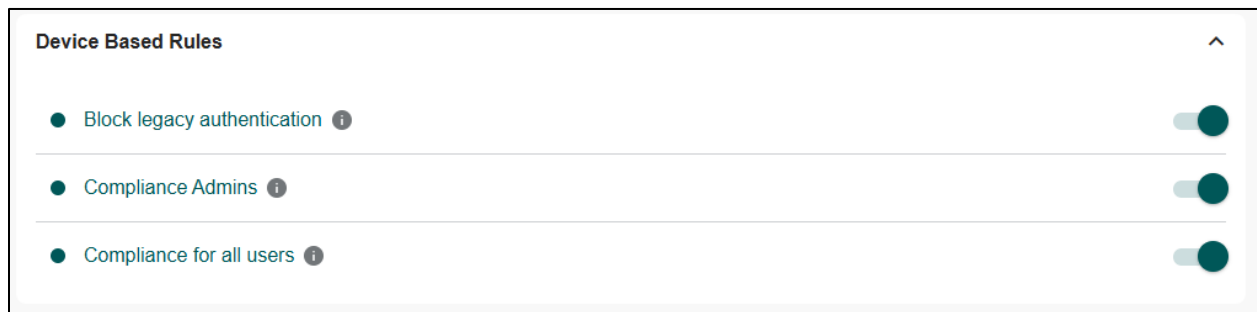 Device Based Rules
Block legacy authentication
Compliance Admins
Compliance for all users